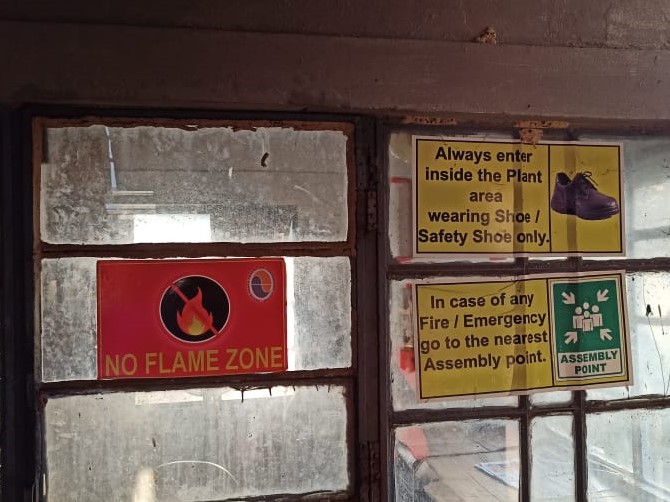 NO FLAME ZONE
Always enter
inside the Plant
area
wearing Shoe /
Safety Shoe only.
In case of any
Fire / Emergency
go to the nearest
Assembly point.
ASSEMBLY
POINT